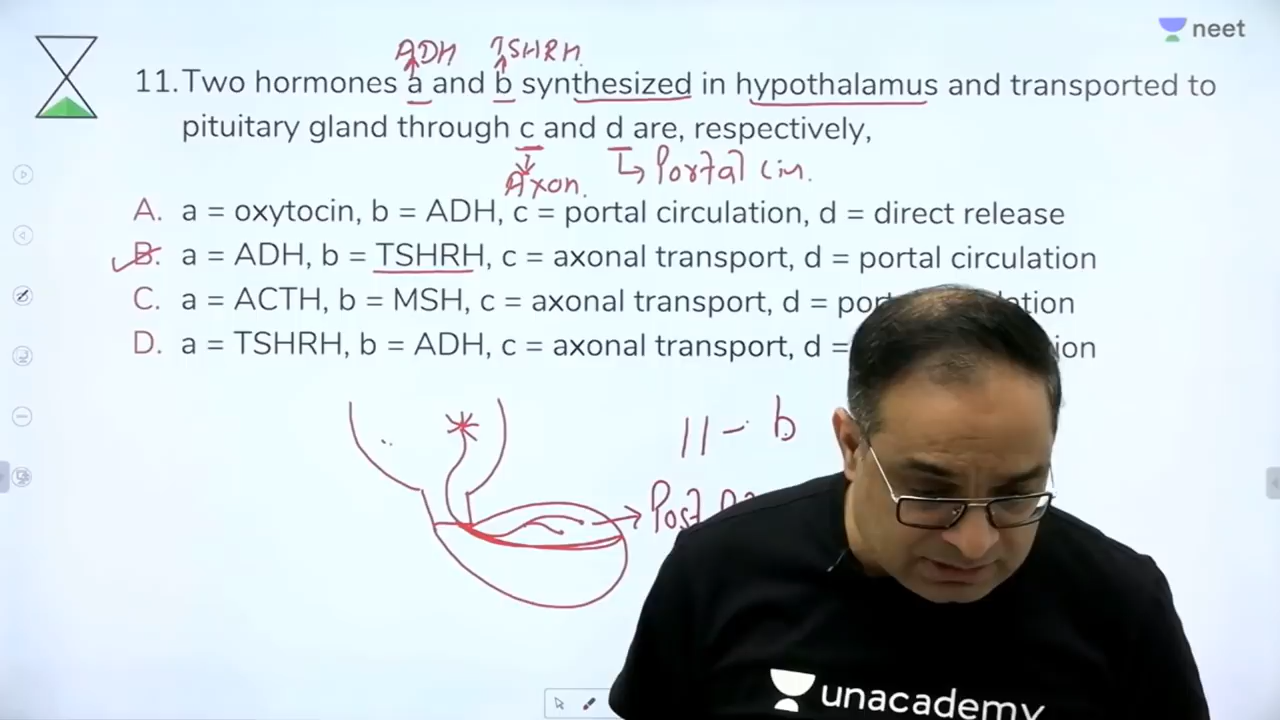 neet
ADH TSHRH
11. Two hormones a and b synthesized in hypothalamus and transported to
pituitary gland through c and d are, respectively,
Axon. Portal
A. a = oxytocin, b = ADH, c = portal circulation, d = direct release
B. a = ADH, b = TSHRH, c = axonal transport, d = portal circulation
C. a = ACTH, b = MSH, c = axonal transport, d =
D. a = TSHRH, b = ADH, c = axonal transport, d =
11 - b
Post
unacademy